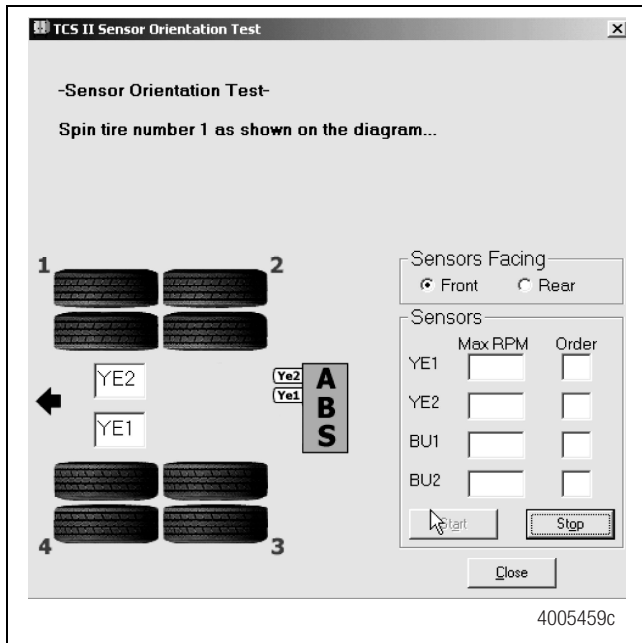 TCS II Sensor Orientation Test
-Sensor Orientation Test-
Spin tire number 1 as shown on the diagram...
1
2
YE2
YE1
Ye2
Ye1
ABS
4
3
Sensors Facing
Front Rear
Sensors
Max RPM Order
YE1
YE2
BU1
BU2
Start Stop
Close
4005459c